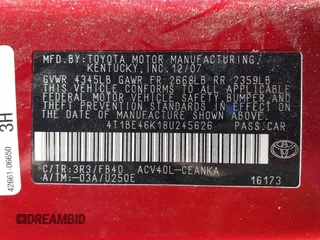 MFD. BY: TOYOTA MOTOR MANUFACTURING,
KENTUCKY, INC. 12/07
GVWR 4345LB GAWR FR 2668LB RR 2359LB
THIS VEHICLE CONFORMS TO ALL APPLICABLE
FEDERAL MOTOR VEHICLE SAFETY, BUMPER, AND
THEFT PREVENTION STANDARDS IN EFFECT ON
THE DATE OF MANUFACTURE SHOWN ABOVE.
4T1BE46K18U245626 PASS.CAR
C/TR: 3R3/FB40 ACV40L-CEANKA
A/TM: -03A/U250E
TOYOTA
16173
42661-06650
3H
DREAMBID